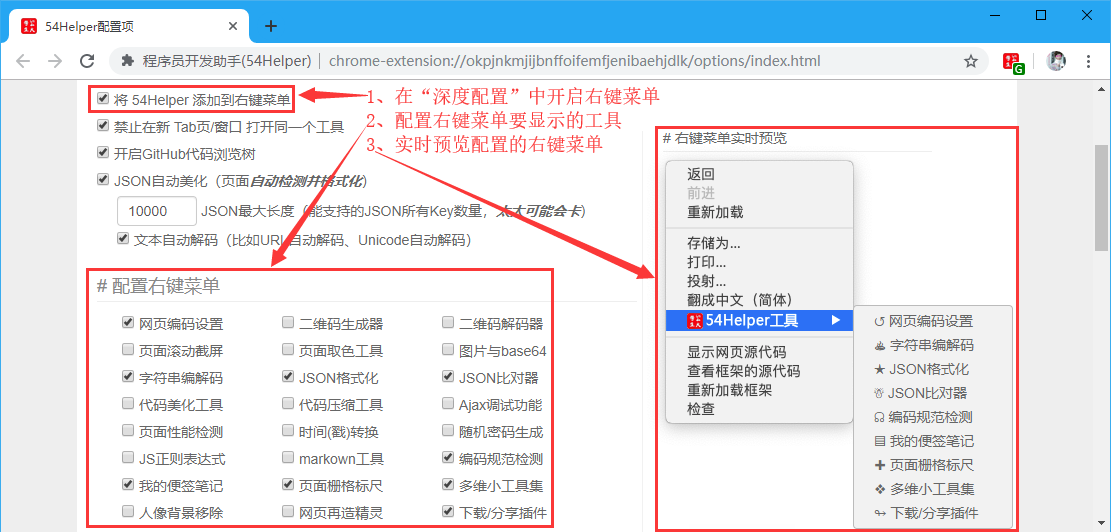 54Helper配置项
程序员开发助手(54Helper) | chrome-extension://okpjnkmjijbnffoifemfjenibaehjdlk/options/index.html
G
将 54Helper 添加到右键菜单
禁止在新 Tab页/窗口 打开同一个工具
开启GitHub代码浏览树
JSON自动美化（页面自动检测并格式化）
10000 JSON最大长度（能支持的JSON所有Key数量，太大可能会卡）
文本自动解码（比如URL自动解码、Unicode自动解码）
1、在“深度配置”中开启右键菜单
2、配置右键菜单要显示的工具
3、实时预览配置的右键菜单
# 配置右键菜单
网页编码设置 二维码生成器 二维码解码器
页面滚动截屏 页面取色工具 图片与base64
字符串编解码 JSON格式化 JSON比对器
代码美化工具 代码压缩工具 Ajax调试功能
页面性能检测 时间(戳)转换 随机密码生成
JS正则表达式 markown工具 编码规范检测
我的便签笔记 页面栅格标尺 多维小工具集
人像背景移除 网页再造精灵 下载/分享插件
# 右键菜单实时预览
返回
前进
重新加载
存储为...
打印...
投射...
翻成中文（简体）
54Helper工具
显示网页源代码
查看框架的源代码
重新加载框架
检查
网页编码设置
字符串编解码
JSON格式化
JSON比对器
编码规范检测
我的便签笔记
页面栅格标尺
多维小工具集
下载/分享插件